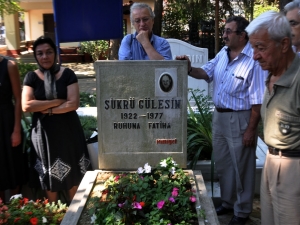 ŞÜKRÜ GÜLESİN
1922 - 1977
RUHUNA FATİHA